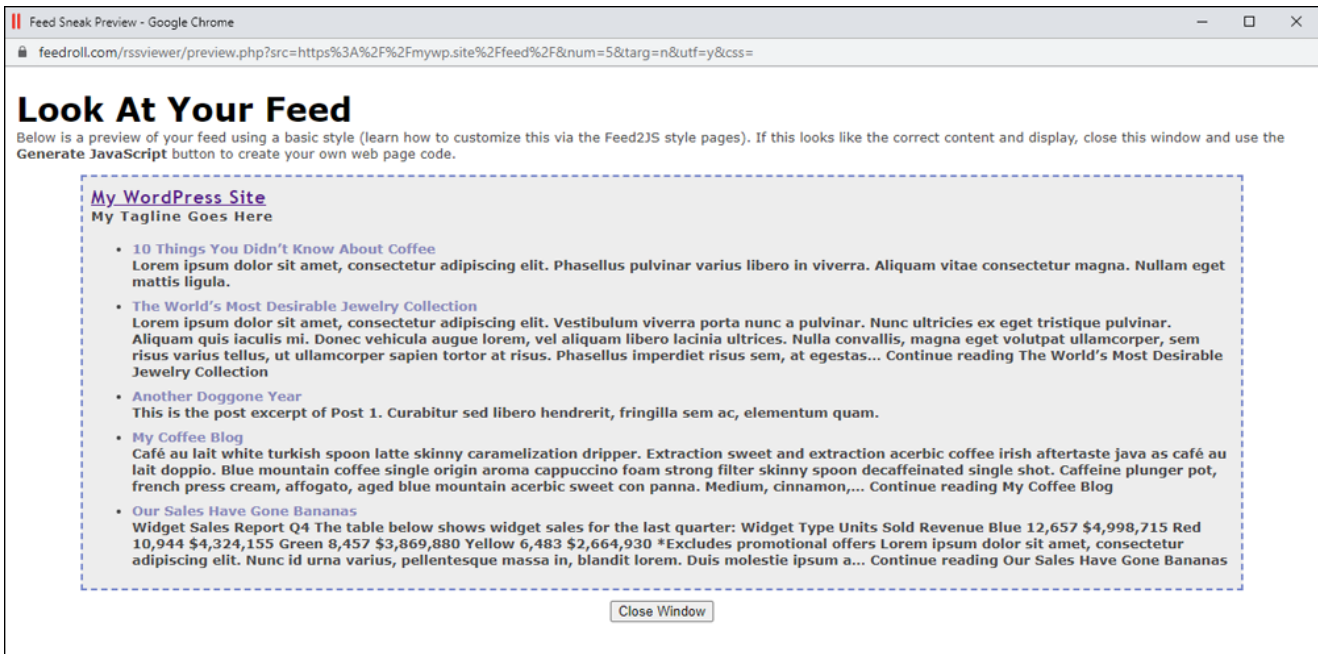 Feed Sneak Preview - Google Chrome
feedroll.com/rssviewer/preview.php?src=https%3A%2F%2Fmywp.site%2Ffeed%2F&num=5&targ=n&utf=y&css=
Look At Your Feed
Below is a preview of your feed using a basic style (learn how to customize this via the Feed2JS style pages). If this looks like the correct content and display, close this window and use the
Generate JavaScript button to create your own web page code.
My WordPress Site
My Tagline Goes Here
• 10 Things You Didn’t Know About Coffee
Lorem ipsum dolor sit amet, consectetur adipiscing elit. Phasellus pulvinar varius libero in viverra. Aliquam vitae consectetur magna. Nullam eget
mattis ligula.
• The World’s Most Desirable Jewelry Collection
Lorem ipsum dolor sit amet, consectetur adipiscing elit. Vestibulum viverra porta nunc a pulvinar. Nunc ultricies ex eget tristique pulvinar.
Aliquam quis iaculis mi. Donec vehicula augue lorem, vel aliquam libero lacinia ultrices. Nulla convallis, magna eget volutpat ullamcorper, sem
risus varius tellus, ut ullamcorper sapien tortor at risus. Phasellus imperdiet risus sem, at egestas... Continue reading The World’s Most Desirable
Jewelry Collection
• Another Doggone Year
This is the post excerpt of Post 1. Curabitur sed libero hendrerit, fringilla sem ac, elementum quam.
• My Coffee Blog
Café au lait white turkish spoon latte skinny caramelization dripper. Extraction sweet and extraction acerbic coffee irish aftertaste java as café au
lait doppio. Blue mountain coffee single origin aroma cappuccino foam strong filter skinny spoon decaffeinated single shot. Caffeine plunger pot,
french press cream, affogato, aged blue mountain acerbic sweet con panna. Medium, cinnamon,... Continue reading My Coffee Blog
• Our Sales Have Gone Bananas
Widget Sales Report Q4 The table below shows widget sales for the last quarter: Widget Type Units Sold Revenue Blue 12,657 $4,998,715 Red
10,944 $4,324,155 Green 8,457 $3,869,880 Yellow 6,483 $2,664,930 *Excludes promotional offers Lorem ipsum dolor sit amet, consectetur
adipiscing elit. Nunc id urna varius, pellentesque massa in, blandit lorem. Duis molestie ipsum a... Continue reading Our Sales Have Gone Bananas
Close Window